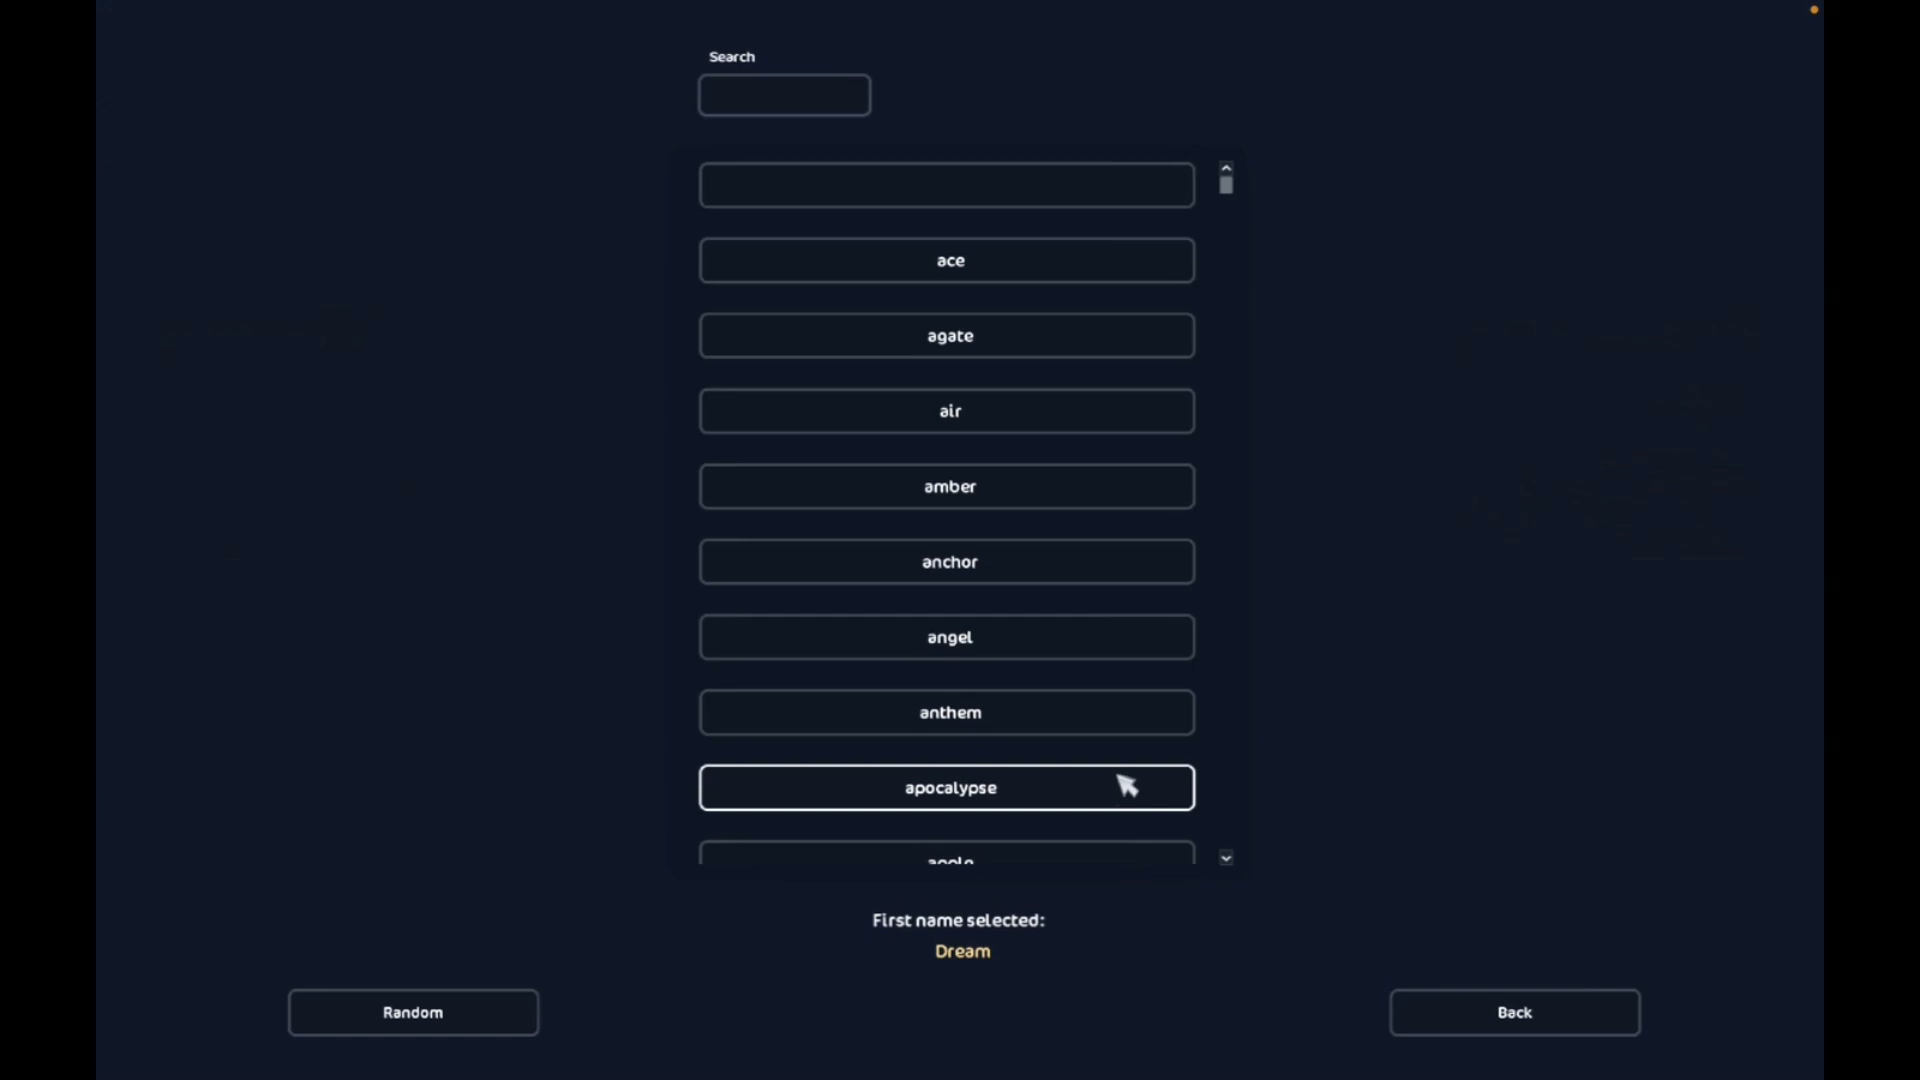 Search
ace
agate
air
amber
anchor
angel
anthem
apocalypse
First name selected:
Dream
Random
Back